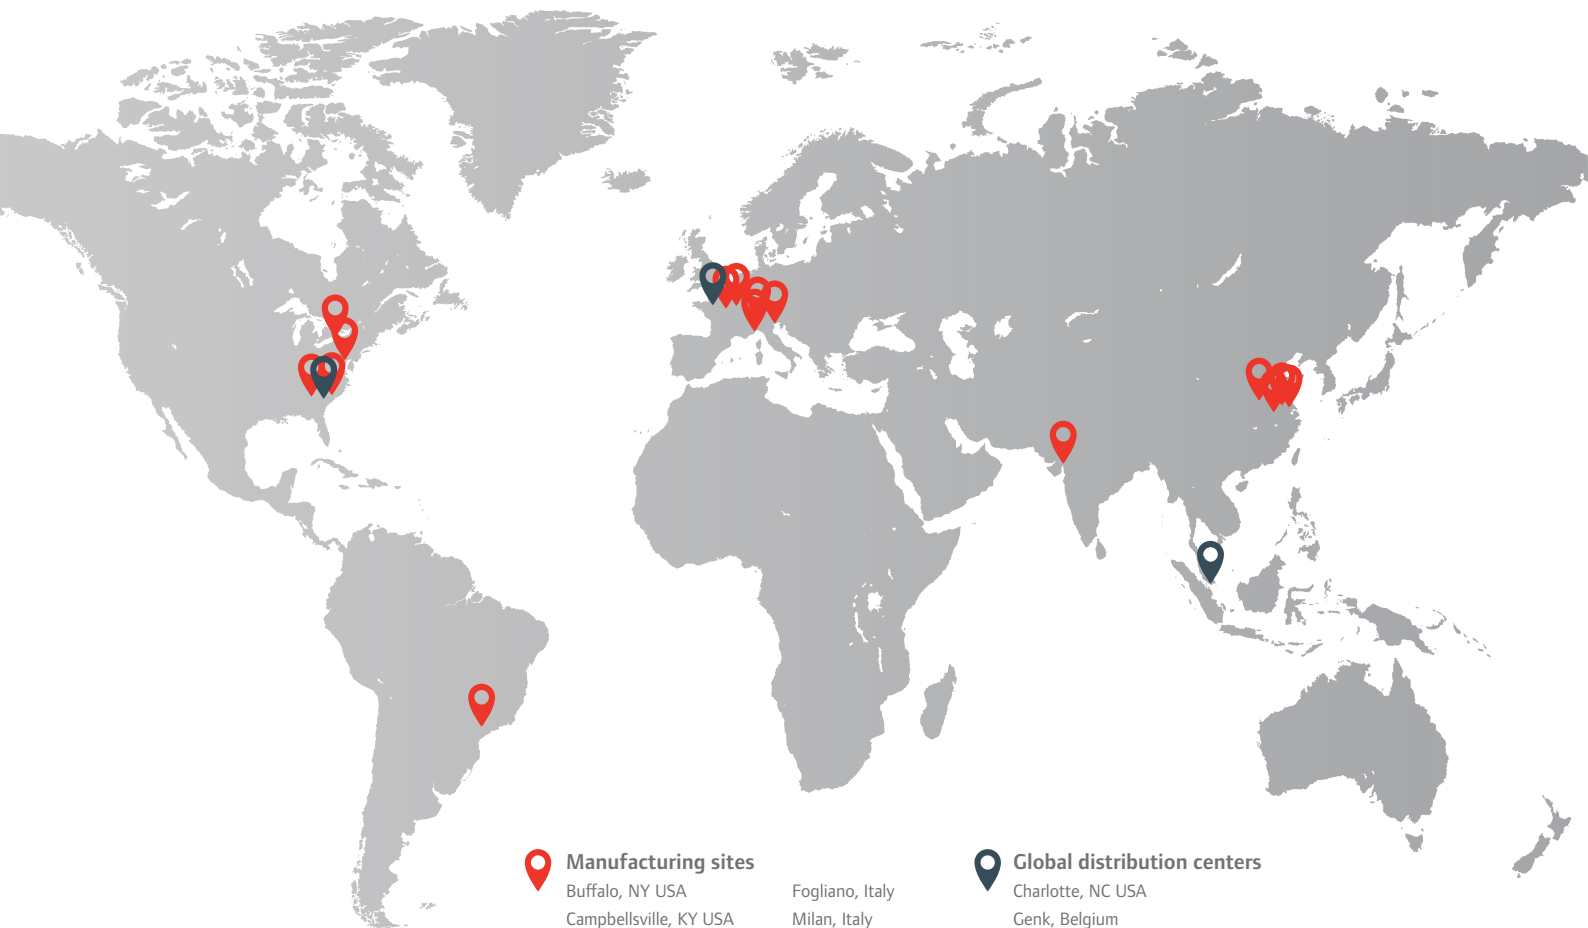 Manufacturing sites
Buffalo, NY USA
Campbellsville, KY USA
Fogliano, Italy
Milan, Italy
Global distribution centers
Charlotte, NC USA
Genk, Belgium